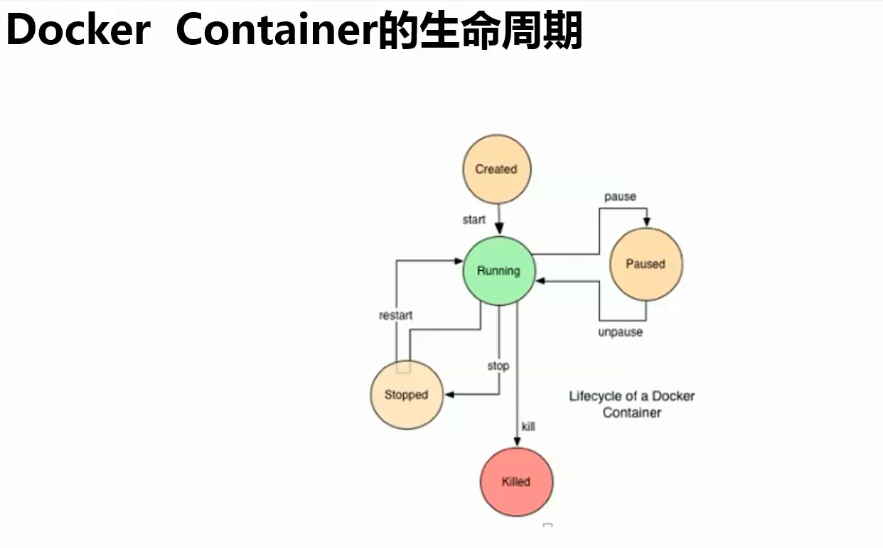 Docker Container的生命周期
Created
start
pause
Running
Paused
restart
unpause
stop
Stopped
Lifecycle of a Docker
Container
kill
Killed